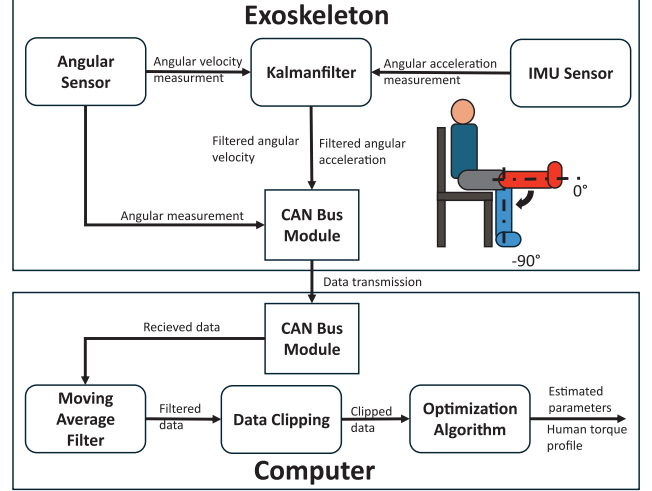 Exoskeleton
Angular
Sensor
Angular velocity
measurment
Kalmanfilter
Angular acceleration
measurement
IMU Sensor
Filtered angular
velocity
Filtered angular
acceleration
0°
-90°
Angular measurement
CAN Bus
Module
Data transmission
CAN Bus
Module
Recieved data
Moving
Average
Filter
Filtered
data
Data Clipping
Clipped
data
Optimization
Algorithm
Estimated
parameters
Human torque
profile
Computer